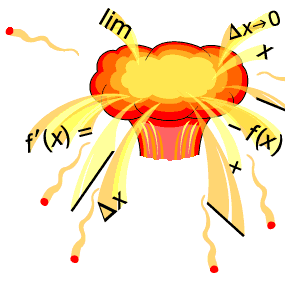 lim
Δx→0
x
f'(x) =
– f(x)
+
Δx